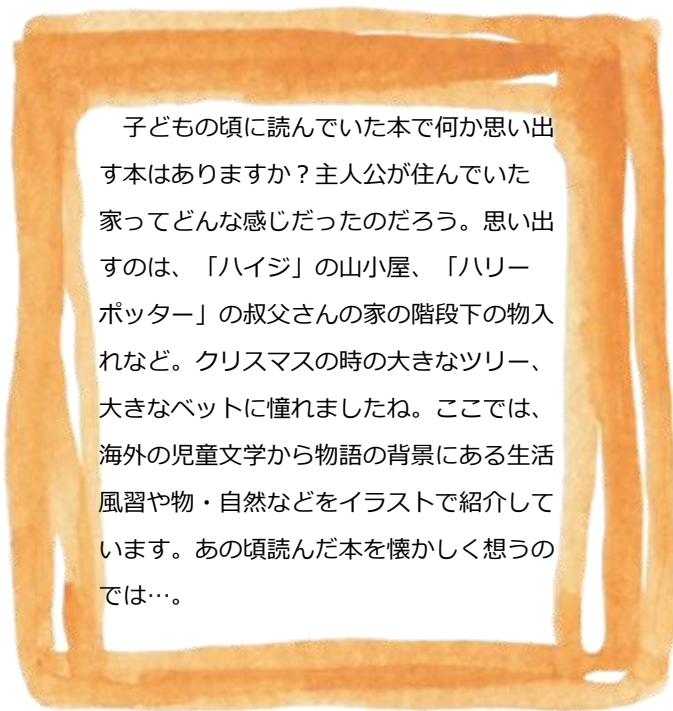 子どもの頃に読んでいた本で何か思い出
す本はありますか？主人公が住んでいた
家ってどんな感じだったのだろう。思い出
すのは、「ハイジ」の山小屋、「ハリー
ポッター」の叔父さんの家の階段下の物入
れなど。クリスマスの時の大きなツリー、
大きなベットに憧れましたね。ここでは、
海外の児童文学から物語の背景にある生活
風習や物・自然などをイラストで紹介して
います。あの頃読んだ本を懐かしく想うの
では…。